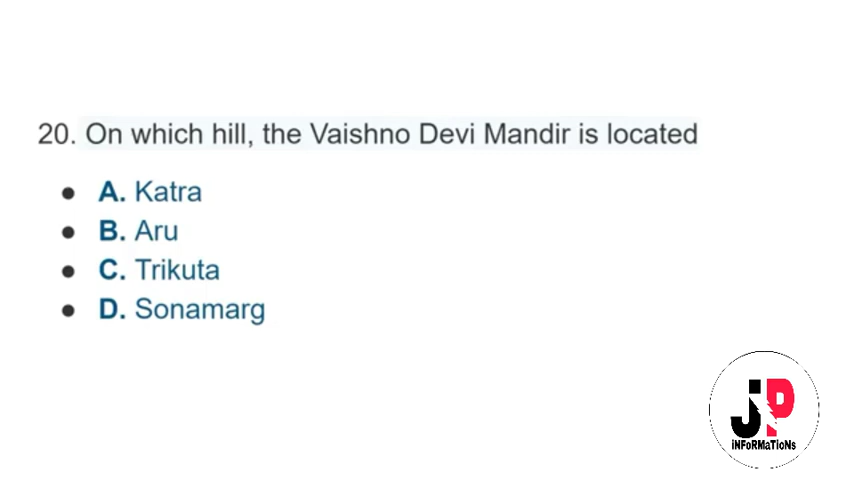 20. On which hill, the Vaishno Devi Mandir is located
● A. Katra
● B. Aru
● C. Trikuta
● D. Sonamarg
JP
iNFoRMaTioNs